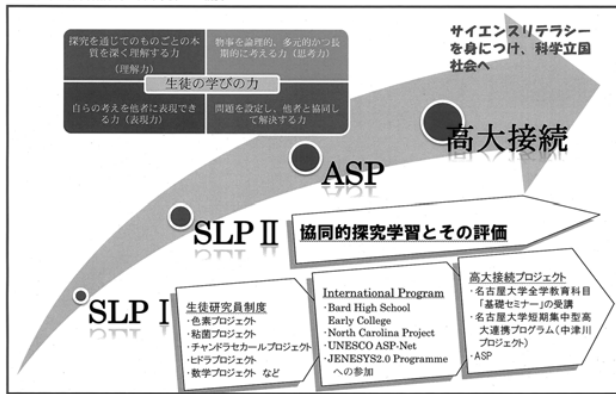 探究を通じてのものごとの本
質を深く理解する力
(理解力)
物事を論理的、多元的かつ長
期的に考える力(思考力)
生徒の学びの力
自らの考えを他者に表現でき
る力(表現力)
問題を設定し、他者と協同し
て解決する力
サイエンスリテラシー
を身につけ、科学立国
社会へ
高大接続
ASP
SLP Ⅱ
SLP Ⅰ
協同的探究学習とその評価
生徒研究員制度
・色素プロジェクト
・粘菌プロジェクト
・チャンドラセカールプロジェクト
・ヒドラプロジェクト
・数学プロジェクト など
International Program
・Bard High School
Early College
・North Carolina Project
・UNESCO ASP-Net
・JENESYS2.0 Programme
への参加
高大接続プロジェクト
・名古屋大学全学教育科目
「基礎セミナー」の受講
・名古屋大学短期集中型高
大連携プログラム(中津川
プロジェクト)
・ASP